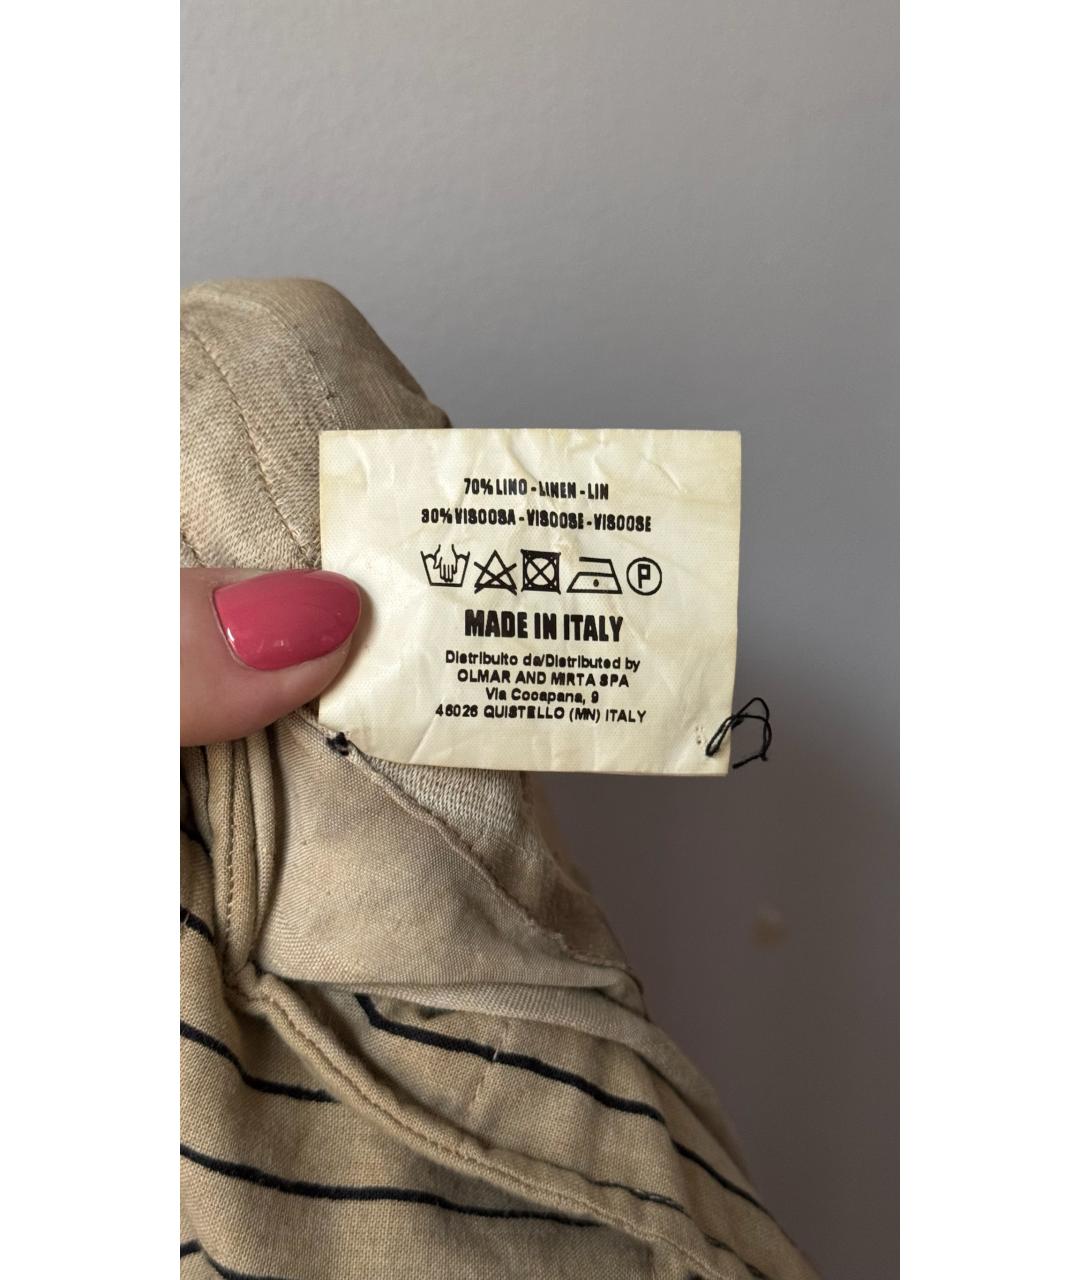 70% LINO - LINEN - LIN
30% VISCOSA - VISCOSE - VISCOSE
P
MADE IN ITALY
Distribuito da/Distributed by
OLMAR AND MIRTA SPA
Via Cocapana, 9
46026 QUISTELLO (MN) ITALY